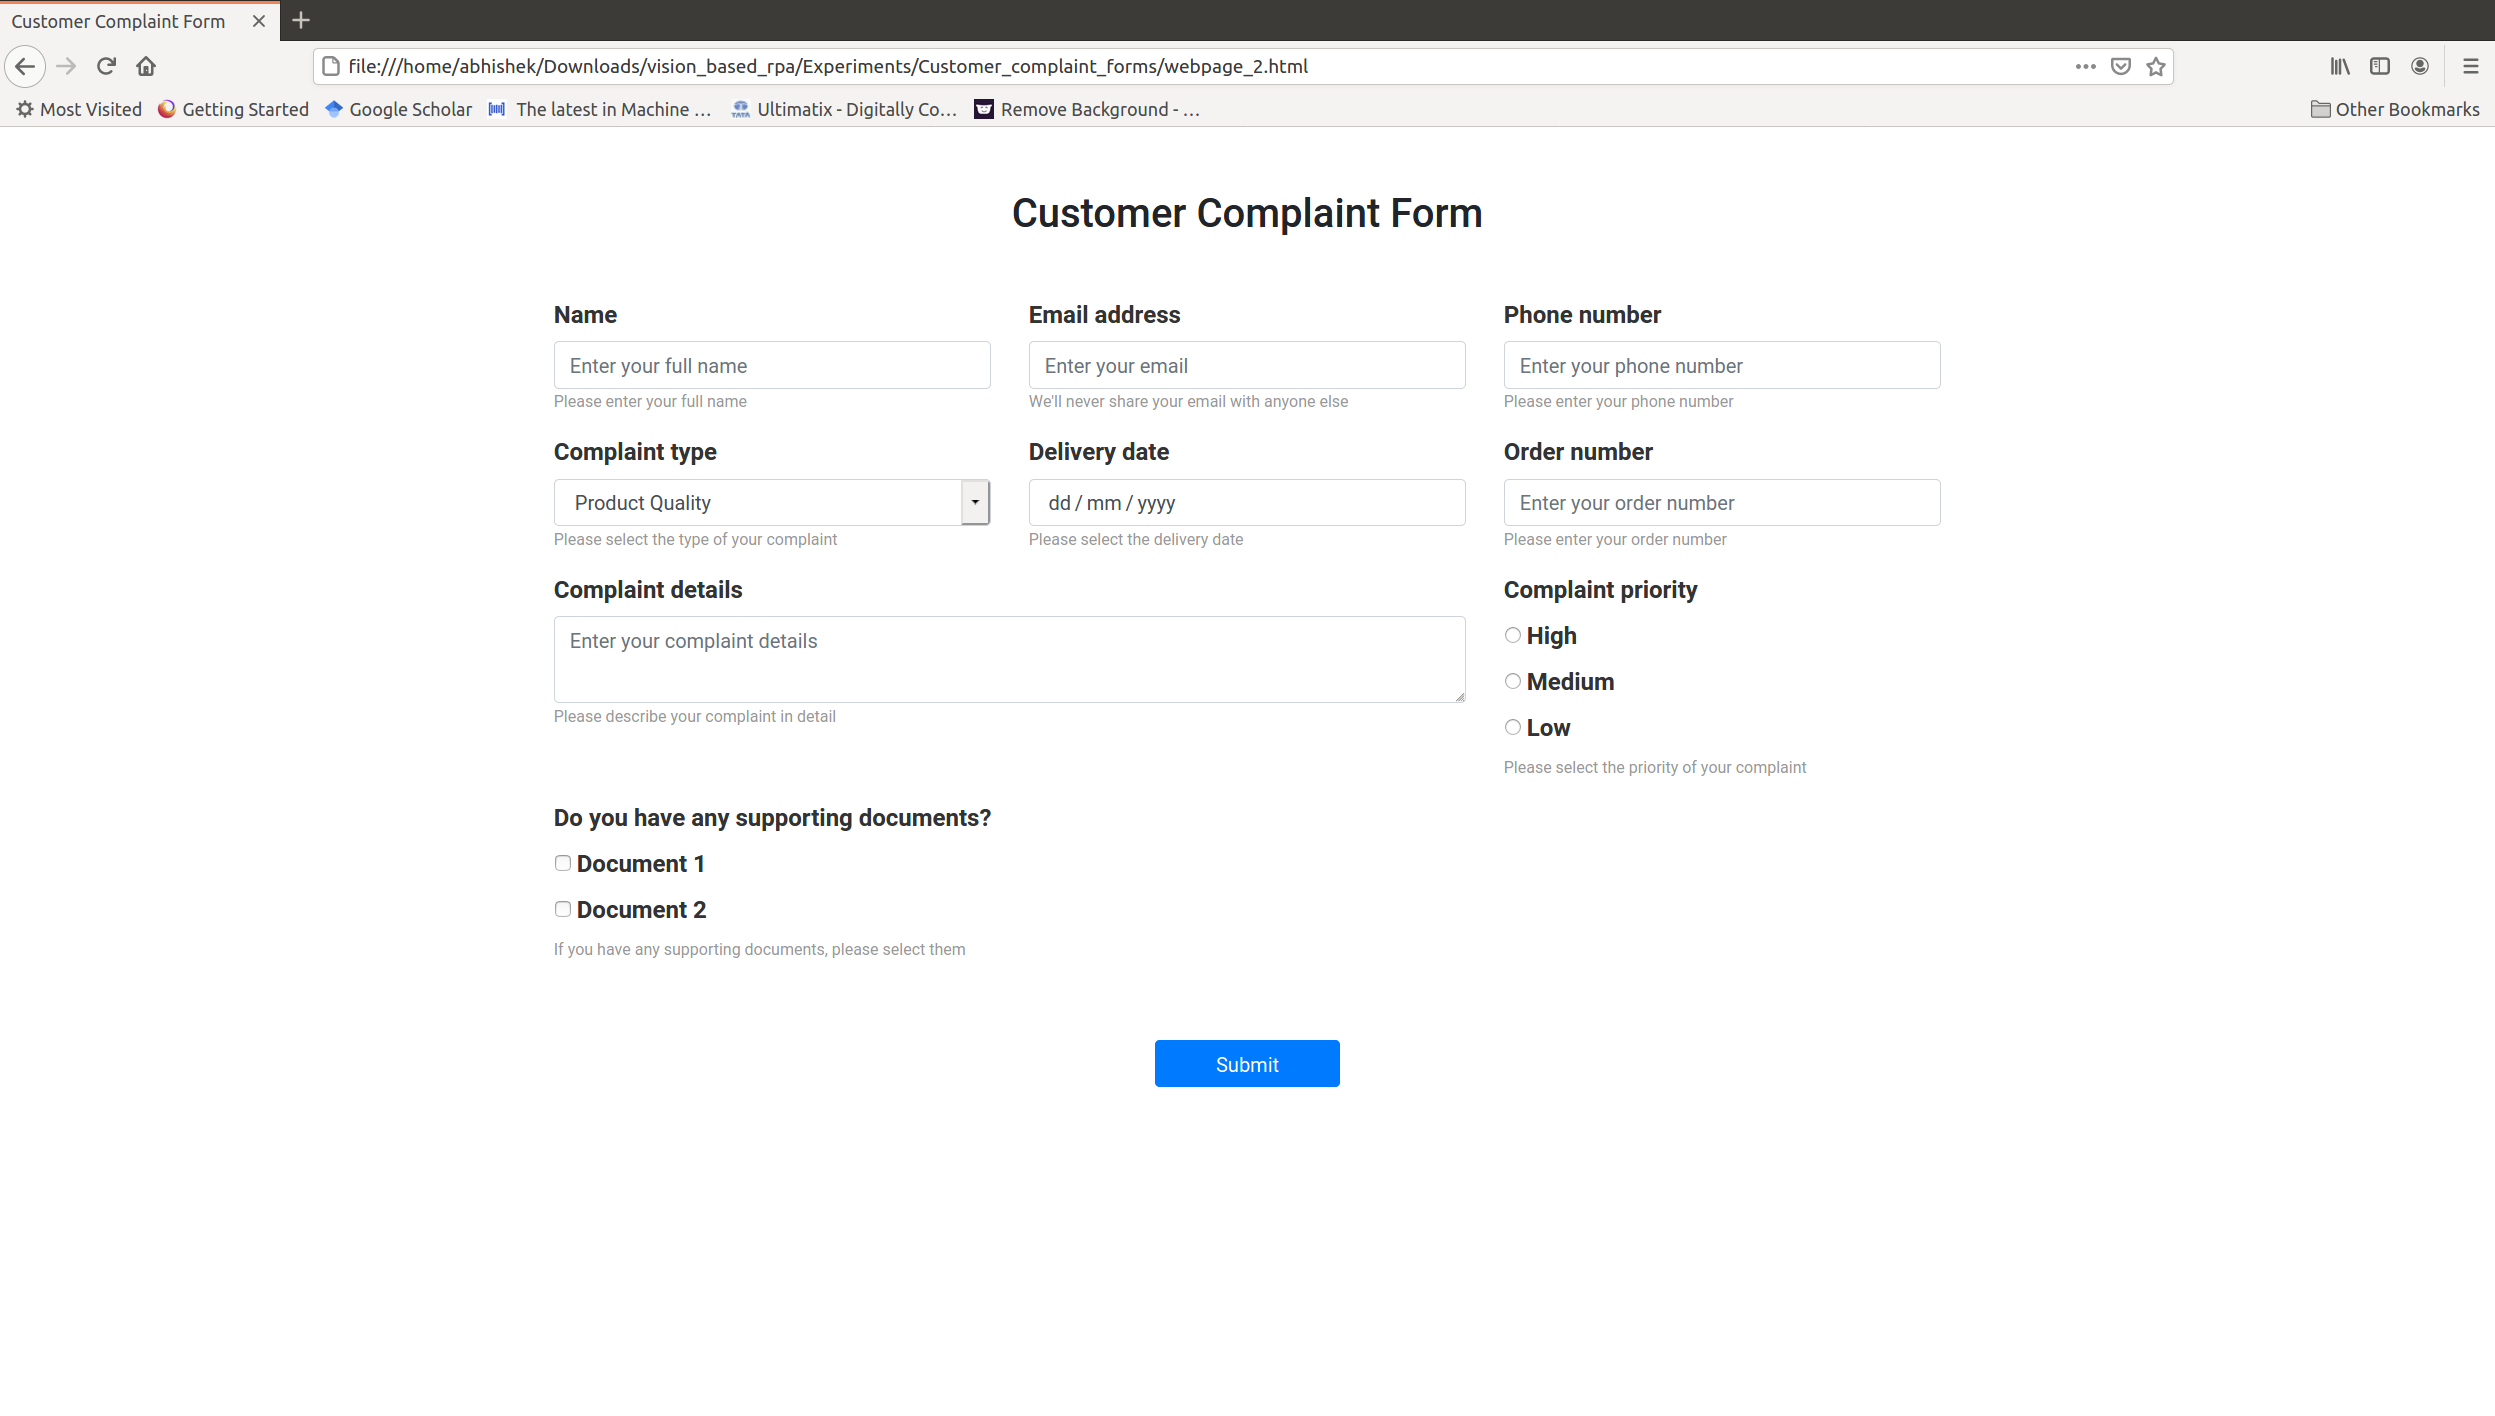 Customer Complaint Form
file:///home/abhishek/Downloads/vision_based_rpa/Experiments/Customer_complaint_forms/webpage_2.html
Most Visited Getting Started Google Scholar The latest in Machine … Ultimatix - Digitally Co… Remove Background - … Other Bookmarks
Customer Complaint Form
Name Email address Phone number
Enter your full name Enter your email Enter your phone number
Please enter your full name We'll never share your email with anyone else Please enter your phone number
Complaint type Delivery date Order number
Product Quality dd / mm / yyyy Enter your order number
Please select the type of your complaint Please select the delivery date Please enter your order number
Complaint details Complaint priority
Enter your complaint details
High
Medium
Please describe your complaint in detail
Low
Please select the priority of your complaint
Do you have any supporting documents?
Document 1
Document 2
If you have any supporting documents, please select them
Submit